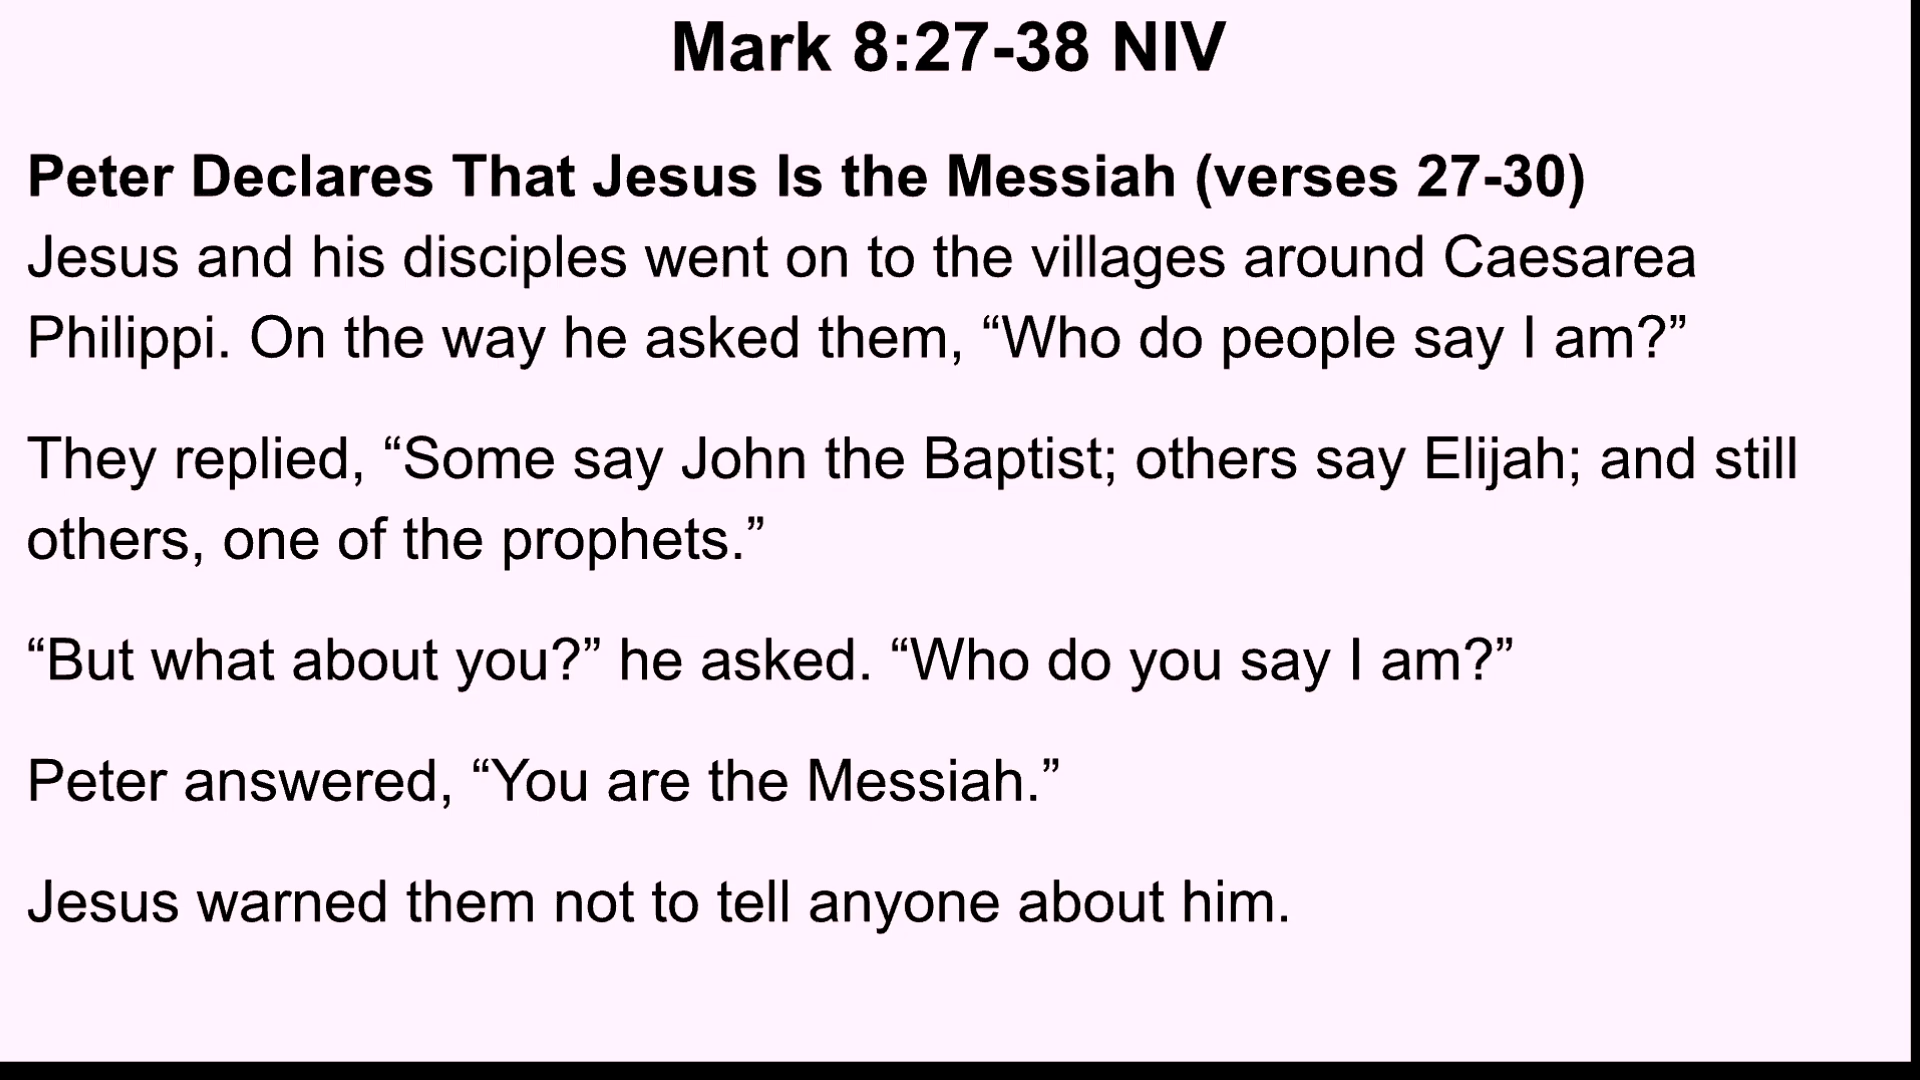 Mark 8:27-38 NIV
Peter Declares That Jesus Is the Messiah (verses 27-30)
Jesus and his disciples went on to the villages around Caesarea
Philippi. On the way he asked them, “Who do people say I am?”
They replied, “Some say John the Baptist; others say Elijah; and still
others, one of the prophets.”
“But what about you?” he asked. “Who do you say I am?”
Peter answered, “You are the Messiah.”
Jesus warned them not to tell anyone about him.